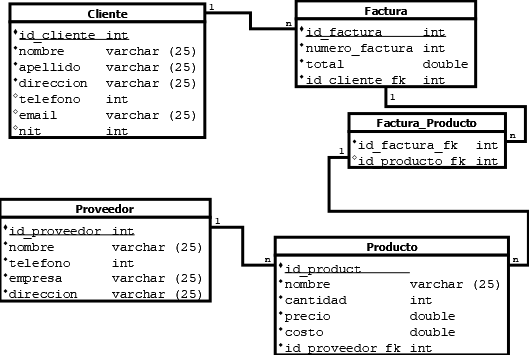 Cliente
id_cliente int
nombre varchar (25)
apellido varchar (25)
direccion varchar (25)
telefono int
email varchar (25)
nit int
1
n
Factura
id_factura int
numero_factura int
total double
id_cliente_fk int
1
n
Factura_Producto
id_factura_fk int
id_producto_fk int
1
n
Proveedor
id_proveedor int
nombre varchar (25)
telefono int
empresa varchar (25)
direccion varchar (25)
1
n
Producto
id_product
nombre varchar (25)
cantidad int
precio double
costo double
id_proveedor_fk int